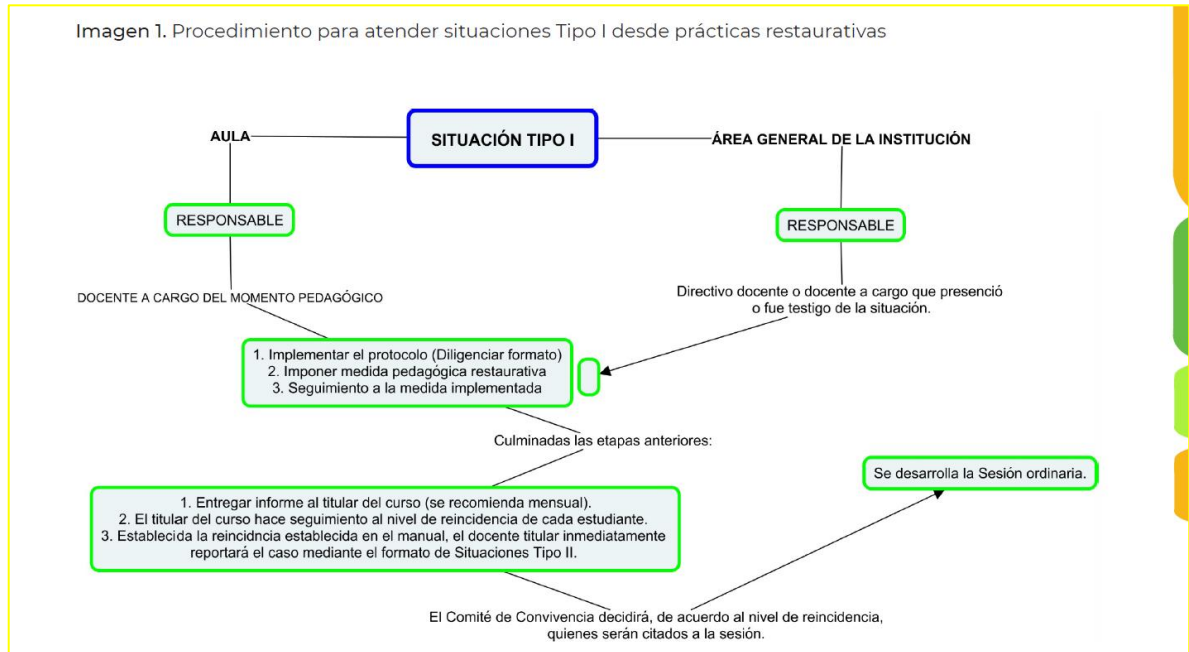 Imagen 1. Procedimiento para atender situaciones Tipo I desde prácticas restaurativas
AULA
SITUACIÓN TIPO I
ÁREA GENERAL DE LA INSTITUCIÓN
RESPONSABLE
RESPONSABLE
DOCENTE A CARGO DEL MOMENTO PEDAGÓGICO
Directivo docente o docente a cargo que presenció
o fue testigo de la situación.
1. Implementar el protocolo (Diligenciar formato)
2. Imponer medida pedagógica restaurativa
3. Seguimiento a la medida implementada
Culminadas las etapas anteriores:
Se desarrolla la Sesión ordinaria.
1. Entregar informe al titular del curso (se recomienda mensual).
2. El titular del curso hace seguimiento al nivel de reincidencia de cada estudiante.
3. Establecida la reincidncia establecida en el manual, el docente titular inmediatamente
reportará el caso mediante el formato de Situaciones Tipo II.
El Comité de Convivencia decidirá, de acuerdo al nivel de reincidencia,
quienes serán citados a la sesión.